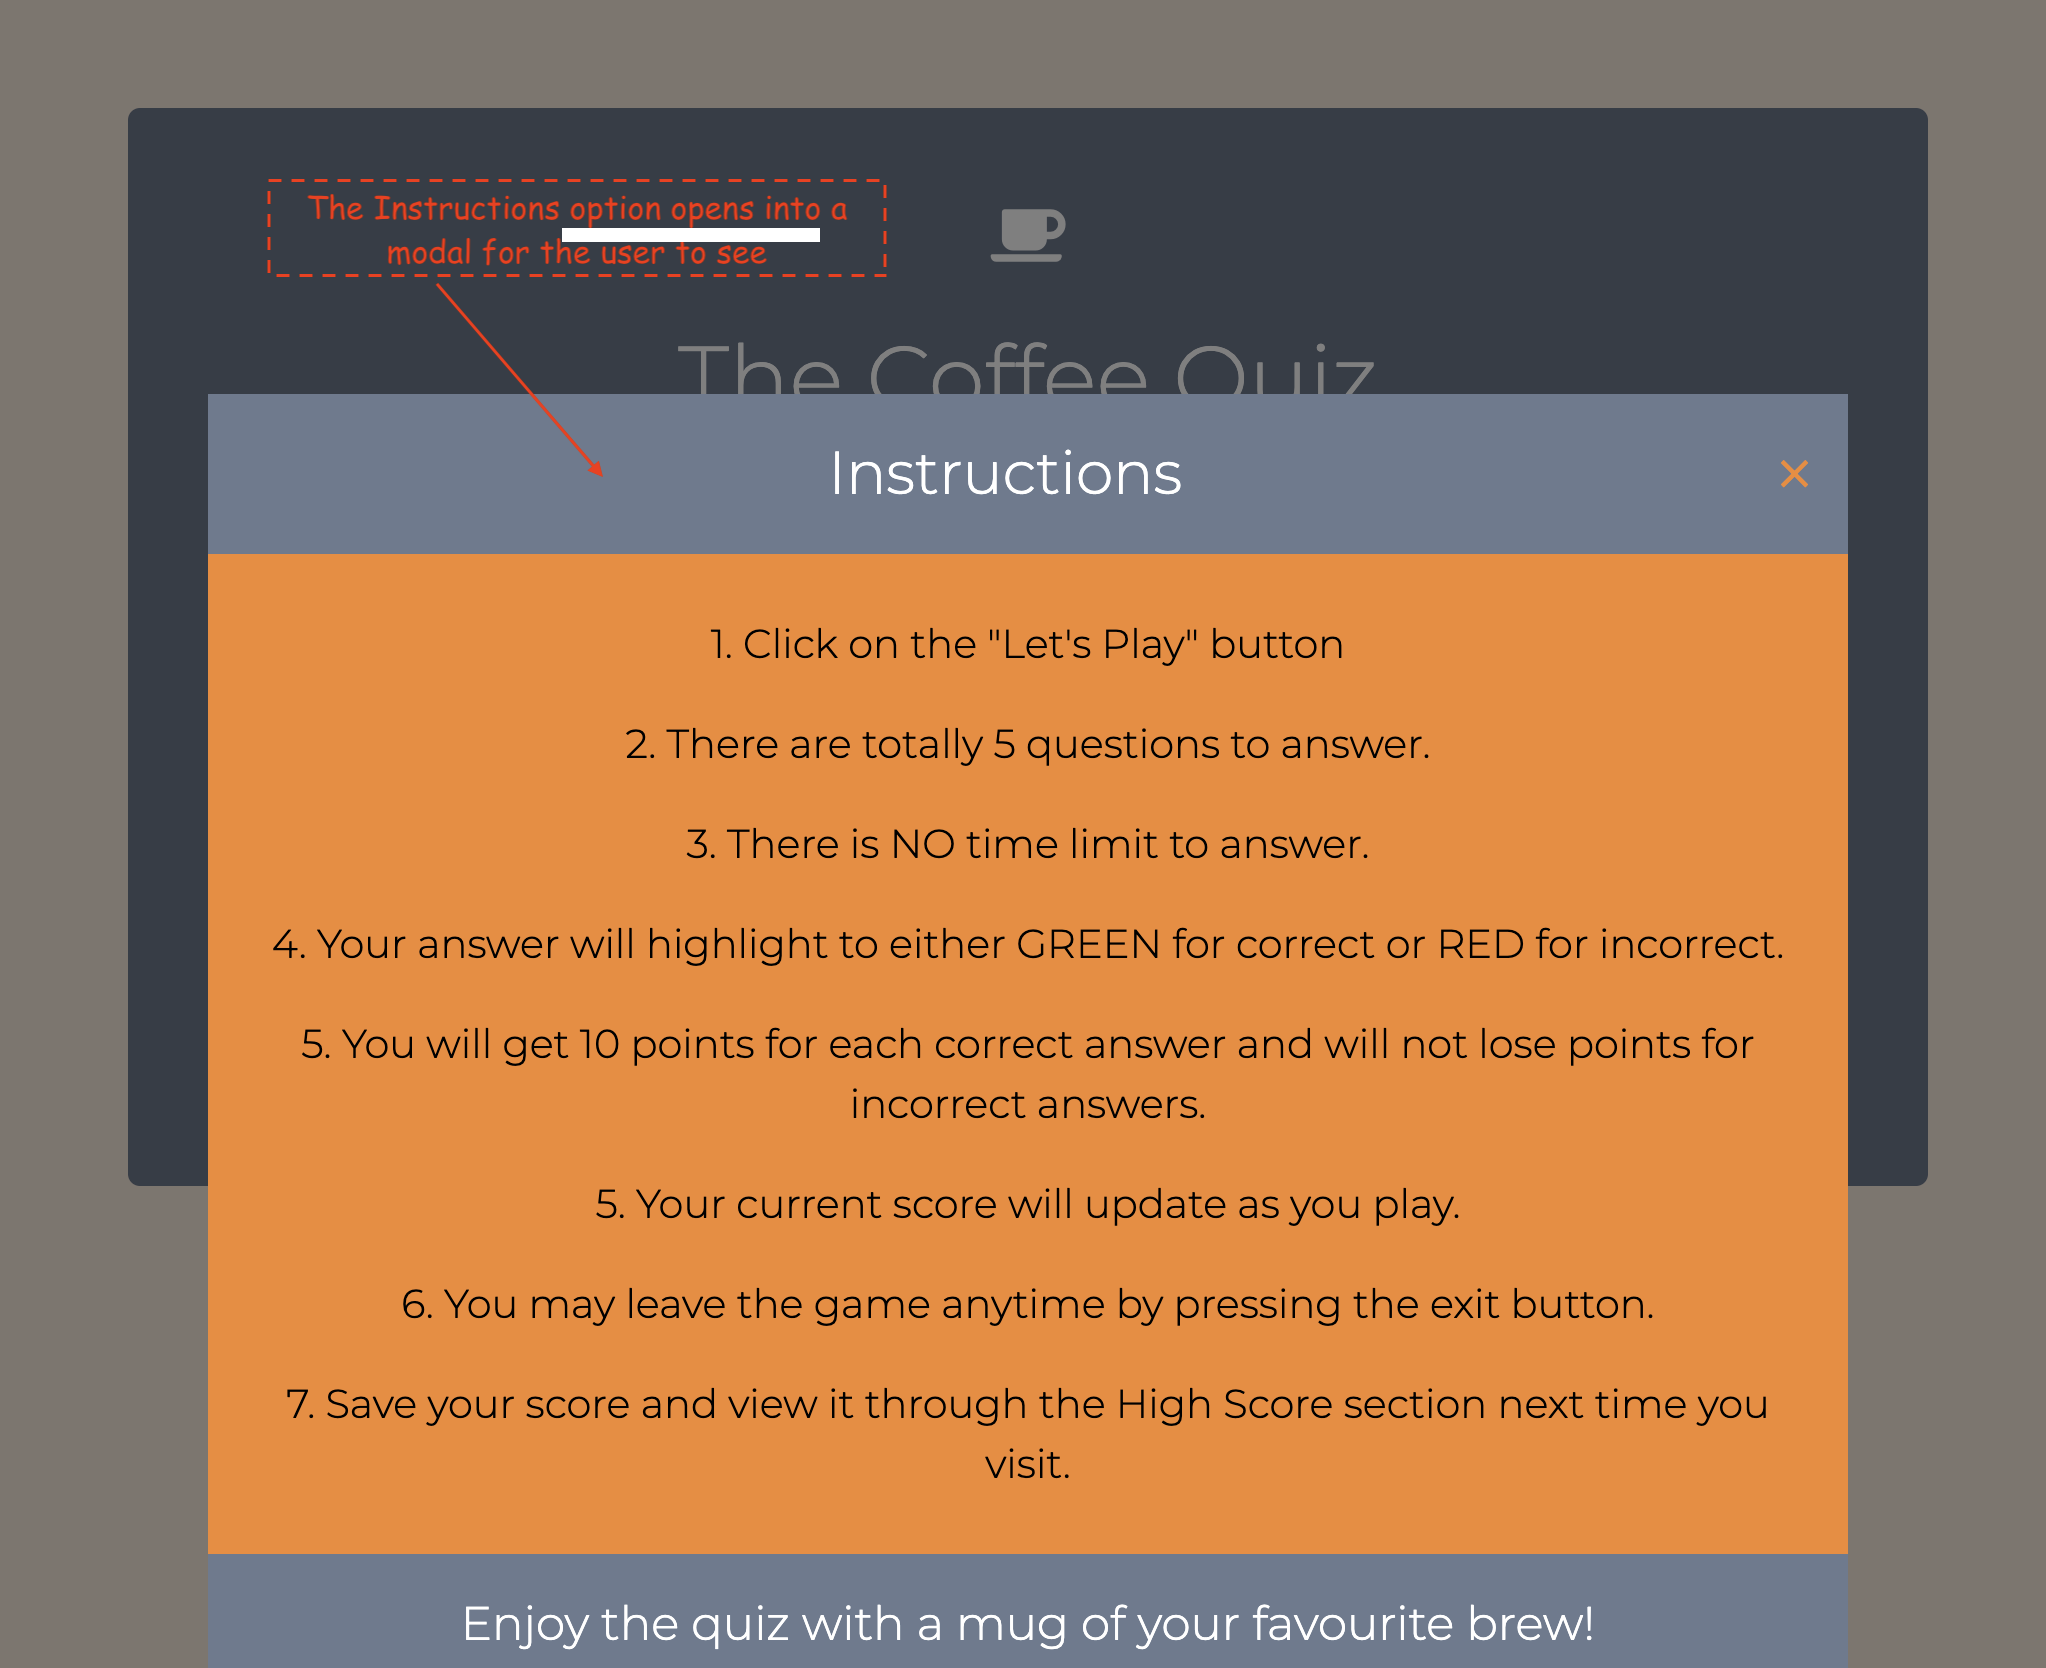 The Instructions option opens into a
modal for the user to see
The Coffee Quiz
Instructions
×
1. Click on the "Let's Play" button
2. There are totally 5 questions to answer.
3. There is NO time limit to answer.
4. Your answer will highlight to either GREEN for correct or RED for incorrect.
5. You will get 10 points for each correct answer and will not lose points for
incorrect answers.
5. Your current score will update as you play.
6. You may leave the game anytime by pressing the exit button.
7. Save your score and view it through the High Score section next time you
visit.
Enjoy the quiz with a mug of your favourite brew!